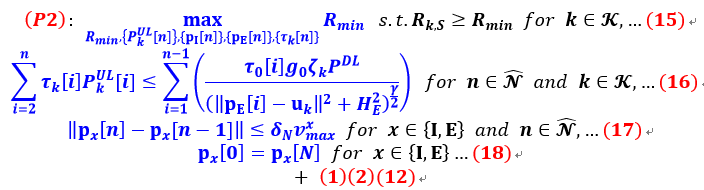 (P2): max R_min s.t. R_{k,S} ≥ R_min for k ∈ 𝒦, … (15)
R_min,{P_k^{UL}[n]},{p_I[n]},{p_E[n]},{τ_k[n]}
∑_{i=2}^{n} τ_k[i]P_k^{UL}[i] ≤ ∑_{i=1}^{n−1} ( τ_0[i]g_0ζ_kP^{DL} / (‖p_E[i] − u_k‖² + H_E²)^{γ/2} ) for n ∈ 𝒩̂ and k ∈ 𝒦, … (16)
‖p_x[n] − p_x[n − 1]‖ ≤ δ_N v_max^x for x ∈ {I, E} and n ∈ 𝒩̂, … (17)
p_x[0] = p_x[N] for x ∈ {I, E} … (18)
+ (1)(2)(12)